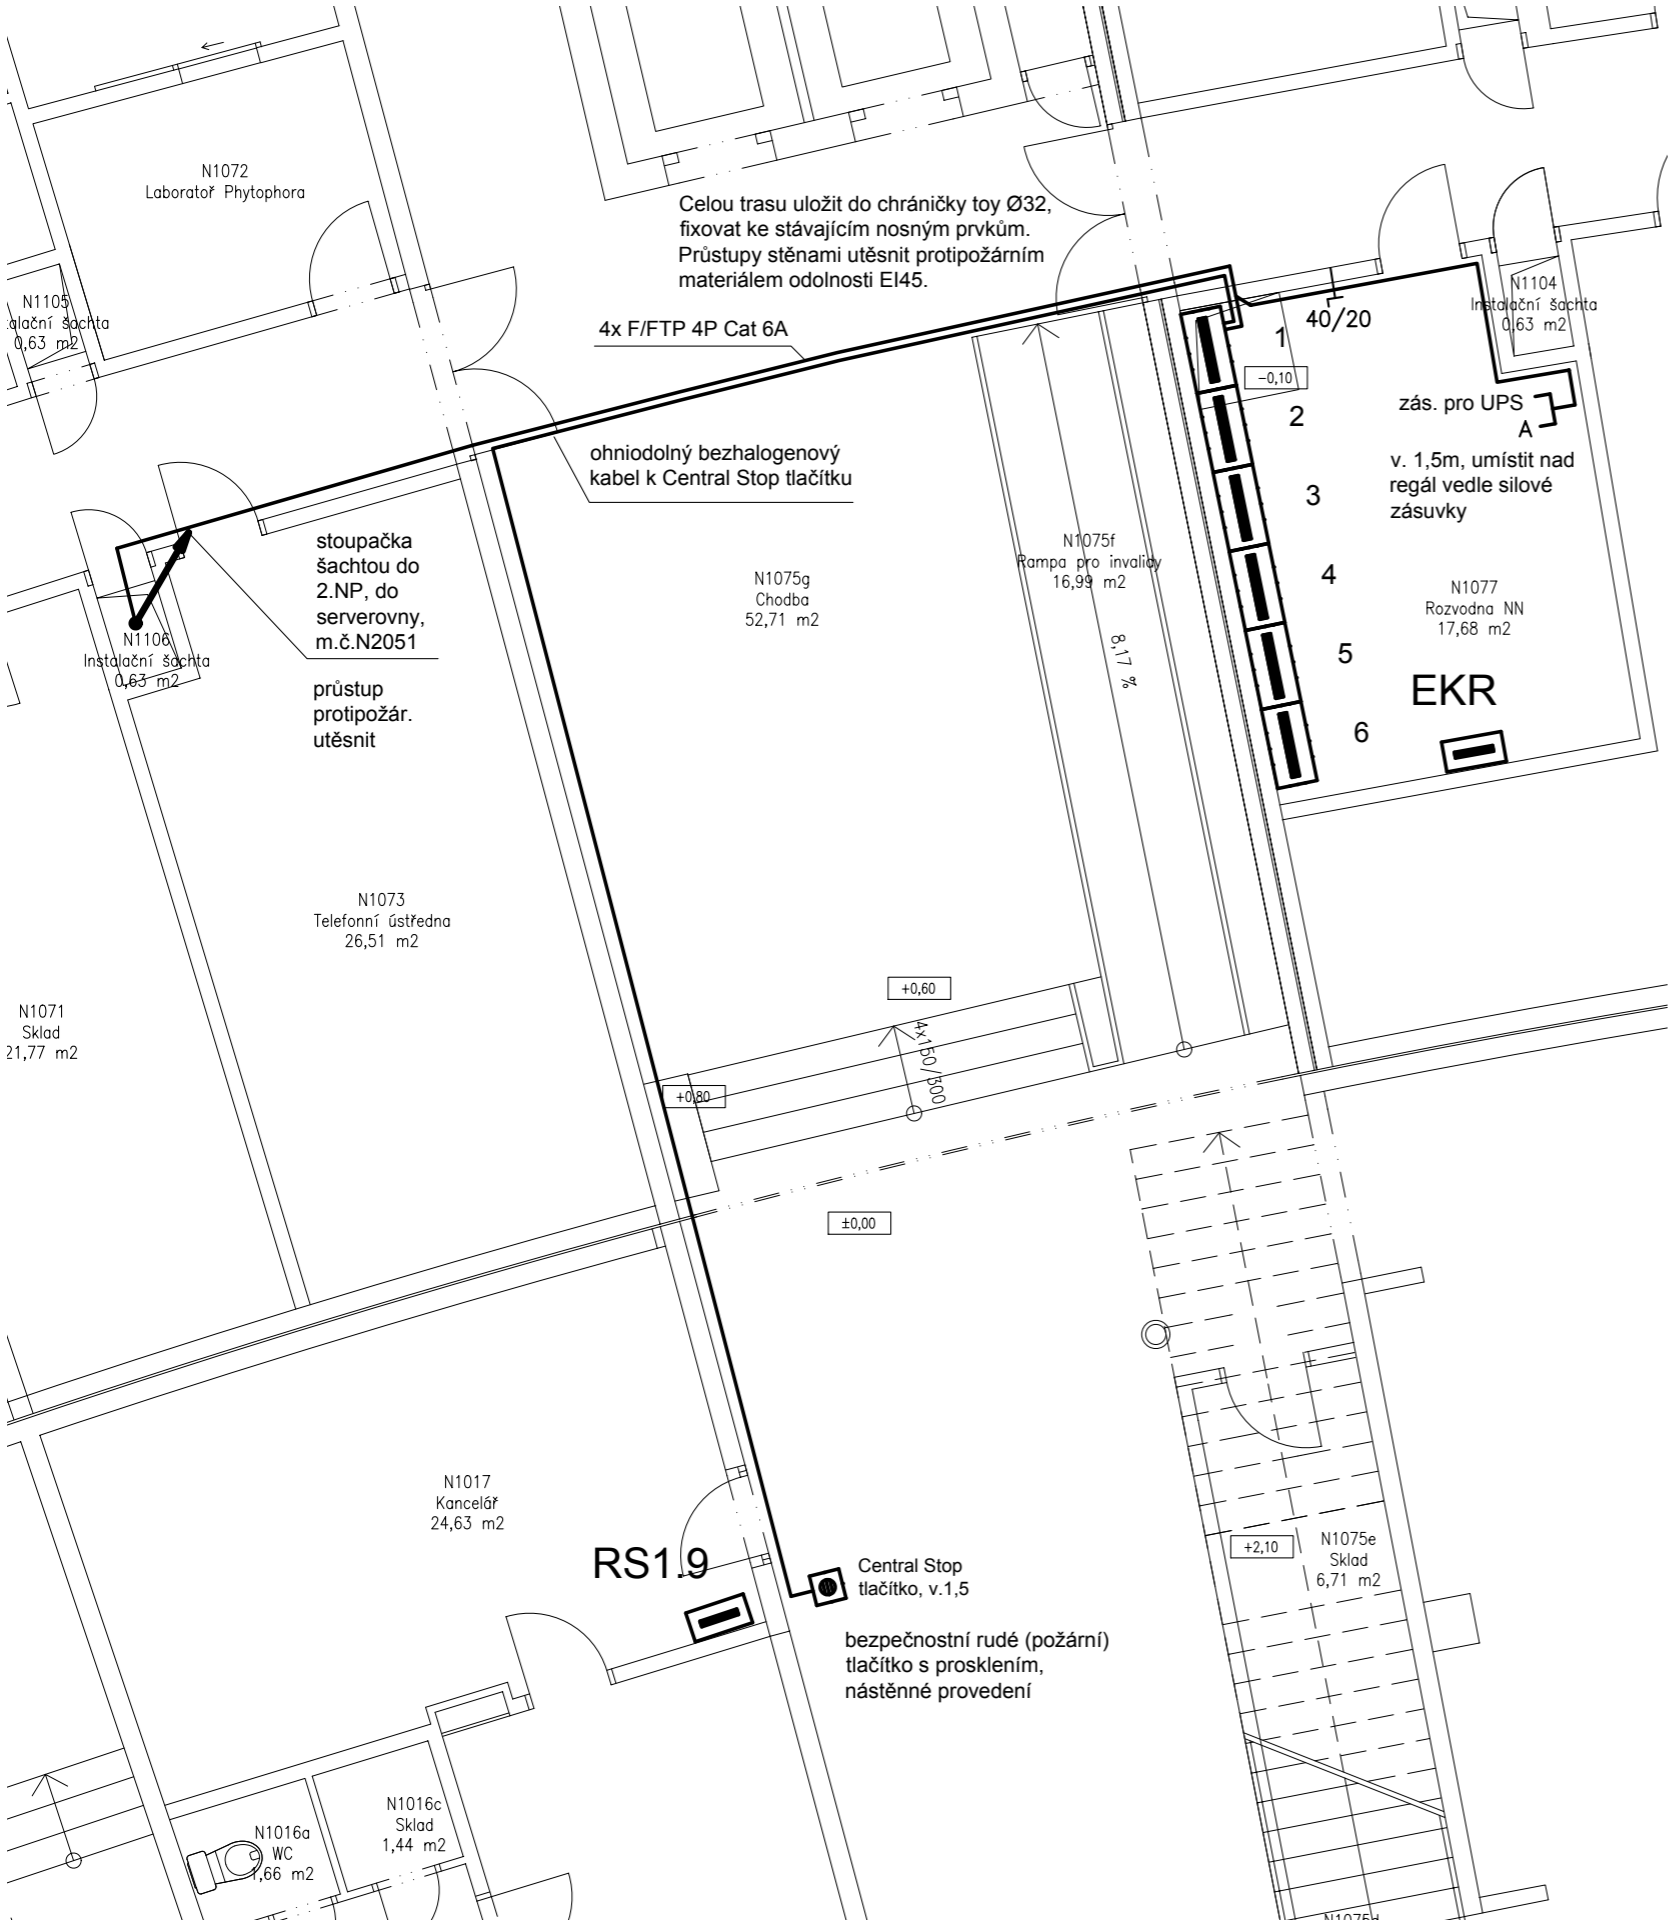 N1072
Laboratoř Phytophora
Celou trasu uložit do chráničky toy Ø32,
fixovat ke stávajícím nosným prvkům.
Průstupy stěnami utěsnit protipožárním
materiálem odolnosti EI45.
N1105
šachta
0,63 m2
N1104
Instalační šachta
0,63 m2
4x F/FTP 4P Cat 6A
1
40/20
-0,10
2
zás. pro UPS
A
ohniodolný bezhalogenový
kabel k Central Stop tlačítku
v. 1,5m, umístit nad
regál vedle silové
zásuvky
3
stoupačka
šachtou do
2.NP, do
serverovny,
m.č.N2051
N1075f
Rampa pro invalidy
16,99 m2
N1075g
Chodba
52,71 m2
4
N1077
Rozvodna NN
17,68 m2
N1106
Instalační šachta
0,63 m2
8,17 %
5
průstup
protipožár.
utěsnit
EKR
6
N1073
Telefonní ústředna
26,51 m2
+0,60
N1071
Sklad
21,77 m2
4x150/300
+0,80
±0,00
N1017
Kancelář
24,63 m2
+2,10
N1075e
Sklad
6,71 m2
RS1.9
Central Stop
tlačítko, v.1,5
bezpečnostní rudé (požární)
tlačítko s prosklením,
nástěnné provedení
N1016c
Sklad
1,44 m2
N1016a
WC
1,66 m2